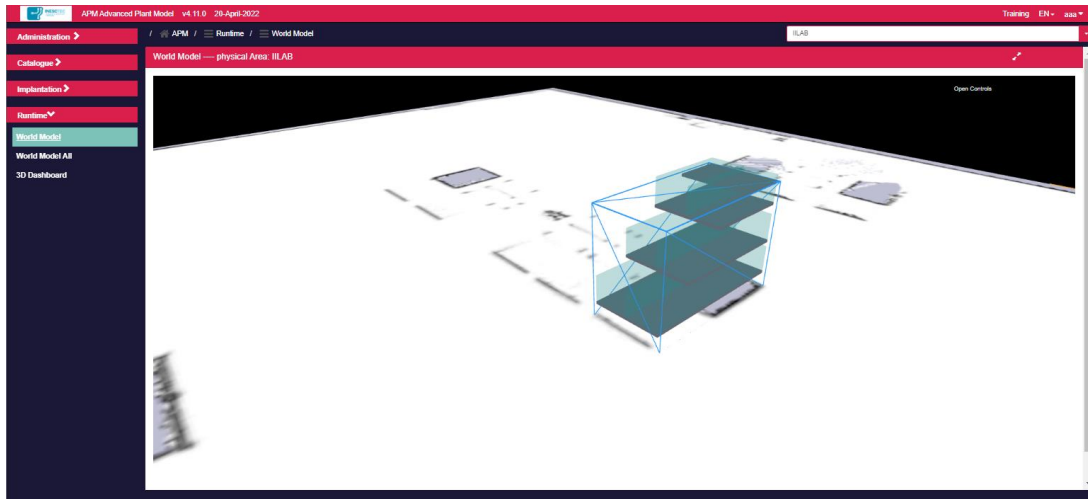 APM Advanced Plant Model v4.11.0 20-April-2022
Training EN aaa
Administration
/ APM / Runtime / World Model
IILAB
Catalogue
World Model ---- physical Area: IILAB
Implantation
Open Controls
Runtime
World Model
World Model All
3D Dashboard